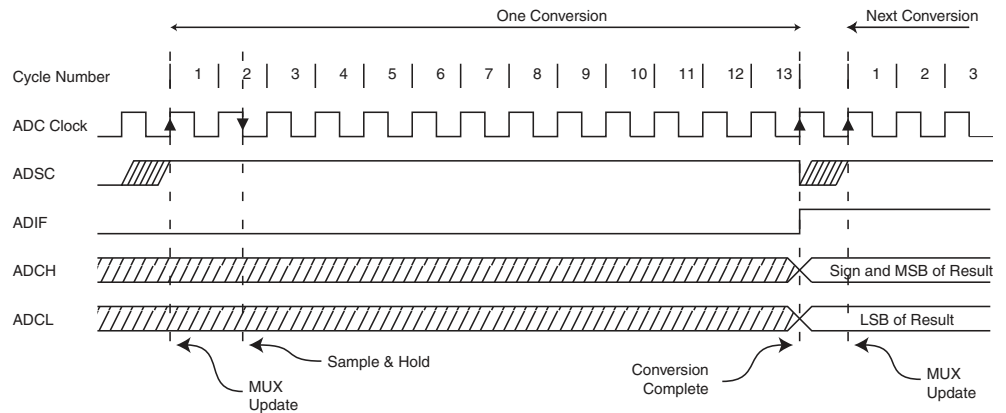 One Conversion
Next Conversion
Cycle Number 1 2 3 4 5 6 7 8 9 10 11 12 13 1 2 3
ADC Clock
ADSC
ADIF
ADCH Sign and MSB of Result
ADCL LSB of Result
MUX
Update
Sample & Hold
Conversion
Complete
MUX
Update